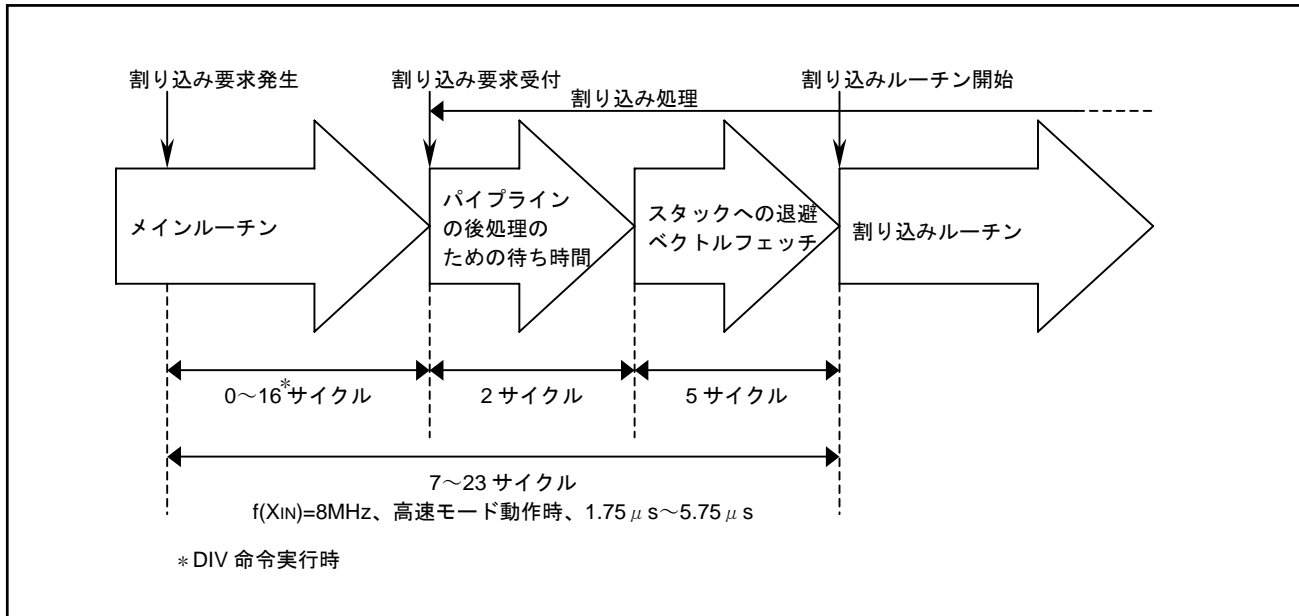 割り込み要求発生
割り込み要求受付
割り込みルーチン開始
割り込み処理
メインルーチン
パイプライン
の後処理の
ための待ち時間
スタックへの退避
ベクトルフェッチ
割り込みルーチン
0～16*サイクル
2 サイクル
5 サイクル
7～23 サイクル
f(XIN)=8MHz、高速モード動作時、1.75μs～5.75μs
*DIV 命令実行時